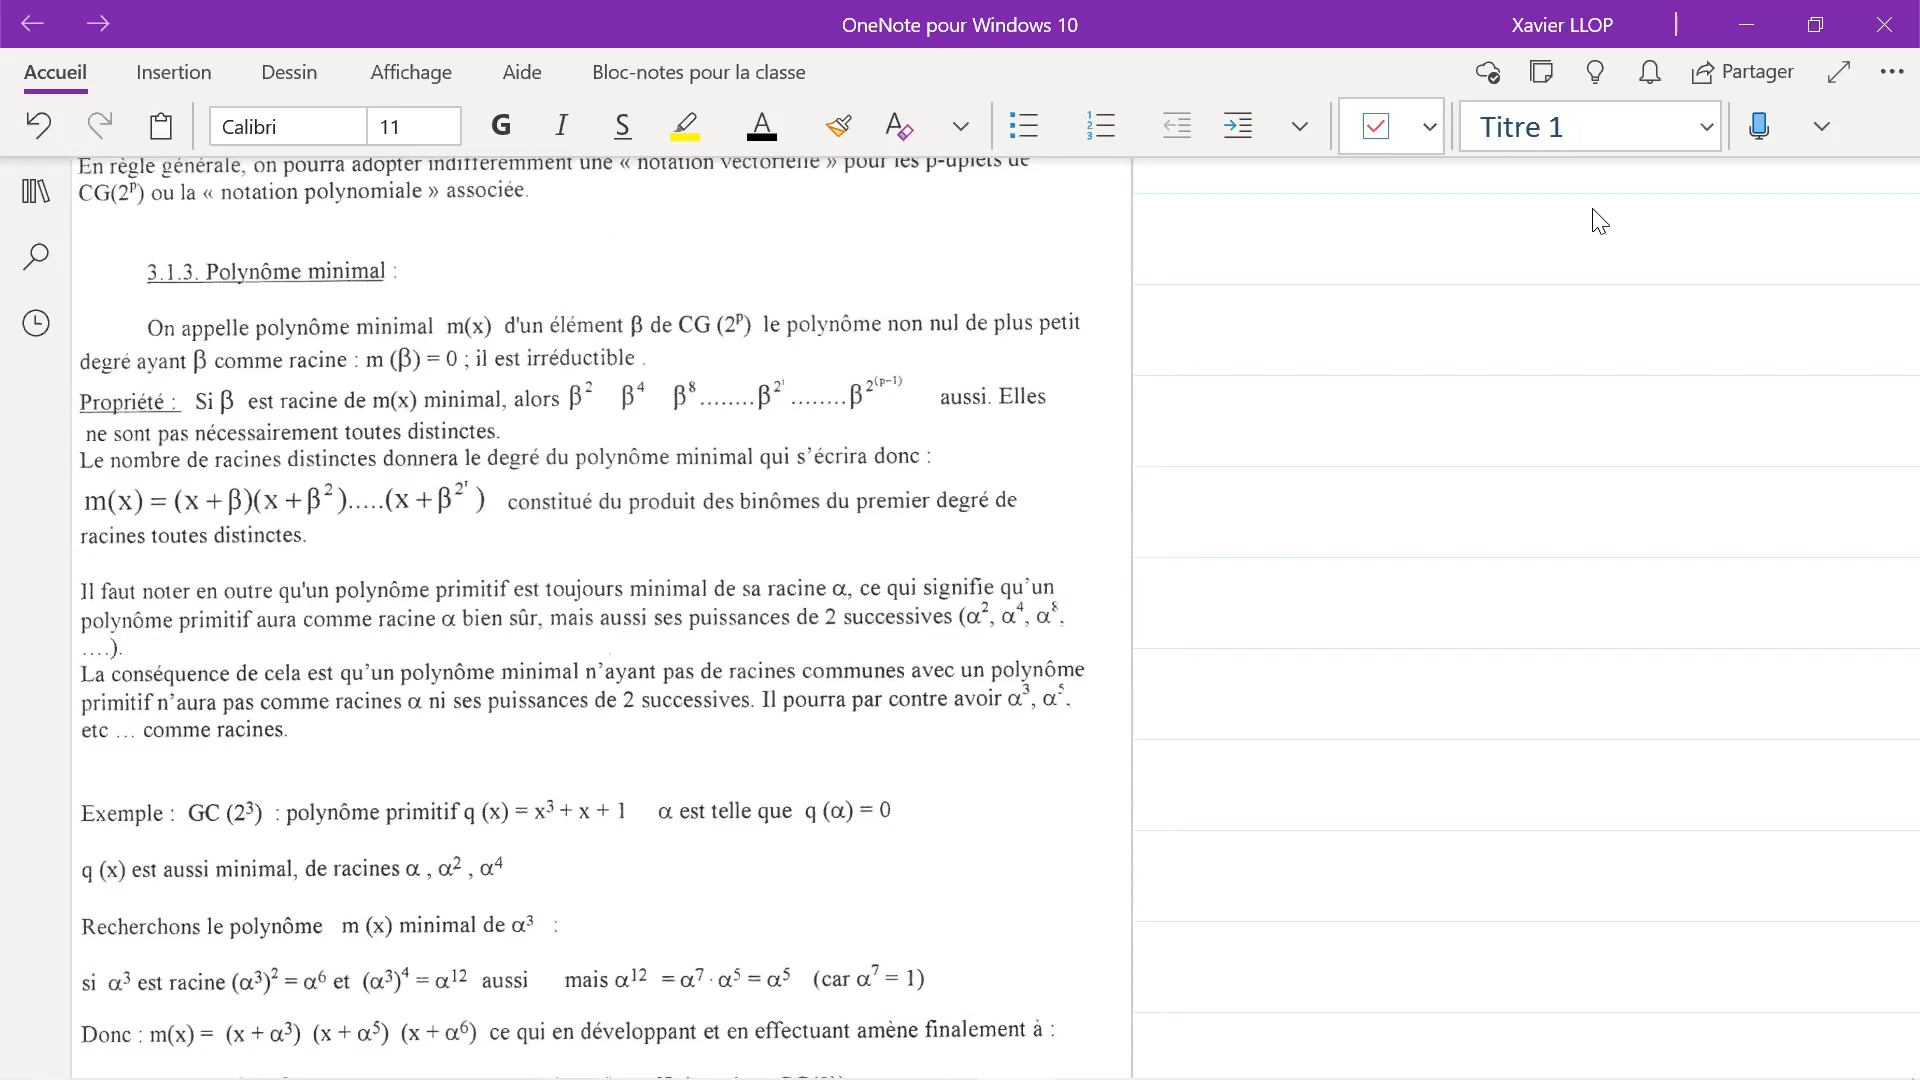 OneNote pour Windows 10
Xavier LLOP
Accueil Insertion Dessin Affichage Aide Bloc-notes pour la classe
Partager
Calibri 11 G I S A A Titre 1
En règle générale, on pourra adopter indifféremment une « notation vectorielle » pour les p-uplets de
CG(2ᵖ) ou la « notation polynomiale » associée.
3.1.3. Polynôme minimal :
On appelle polynôme minimal m(x) d'un élément β de CG (2ᵖ) le polynôme non nul de plus petit
degré ayant β comme racine : m (β) = 0 ; il est irréductible .
Propriété : Si β est racine de m(x) minimal, alors β² β⁴ β⁸ ........β^2^i ........β^2^(p-1) aussi. Elles
ne sont pas nécessairement toutes distinctes.
Le nombre de racines distinctes donnera le degré du polynôme minimal qui s'écrira donc :
m(x) = (x + β)(x + β²).....(x + β^2^r ) constitué du produit des binômes du premier degré de
racines toutes distinctes.
Il faut noter en outre qu'un polynôme primitif est toujours minimal de sa racine α, ce qui signifie qu'un
polynôme primitif aura comme racine α bien sûr, mais aussi ses puissances de 2 successives (α², α⁴, α⁸,
....).
La conséquence de cela est qu'un polynôme minimal n'ayant pas de racines communes avec un polynôme
primitif n'aura pas comme racines α ni ses puissances de 2 successives. Il pourra par contre avoir α³, α⁵,
etc ... comme racines.
Exemple : GC (2³) : polynôme primitif q (x) = x³ + x + 1 α est telle que q (α) = 0
q (x) est aussi minimal, de racines α , α² , α⁴
Recherchons le polynôme m (x) minimal de α³ :
si α³ est racine (α³)² = α⁶ et (α³)⁴ = α¹² aussi mais α¹² = α⁷ · α⁵ = α⁵ (car α⁷ = 1)
Donc : m(x) = (x + α³) (x + α⁵) (x + α⁶) ce qui en développant et en effectuant amène finalement à :